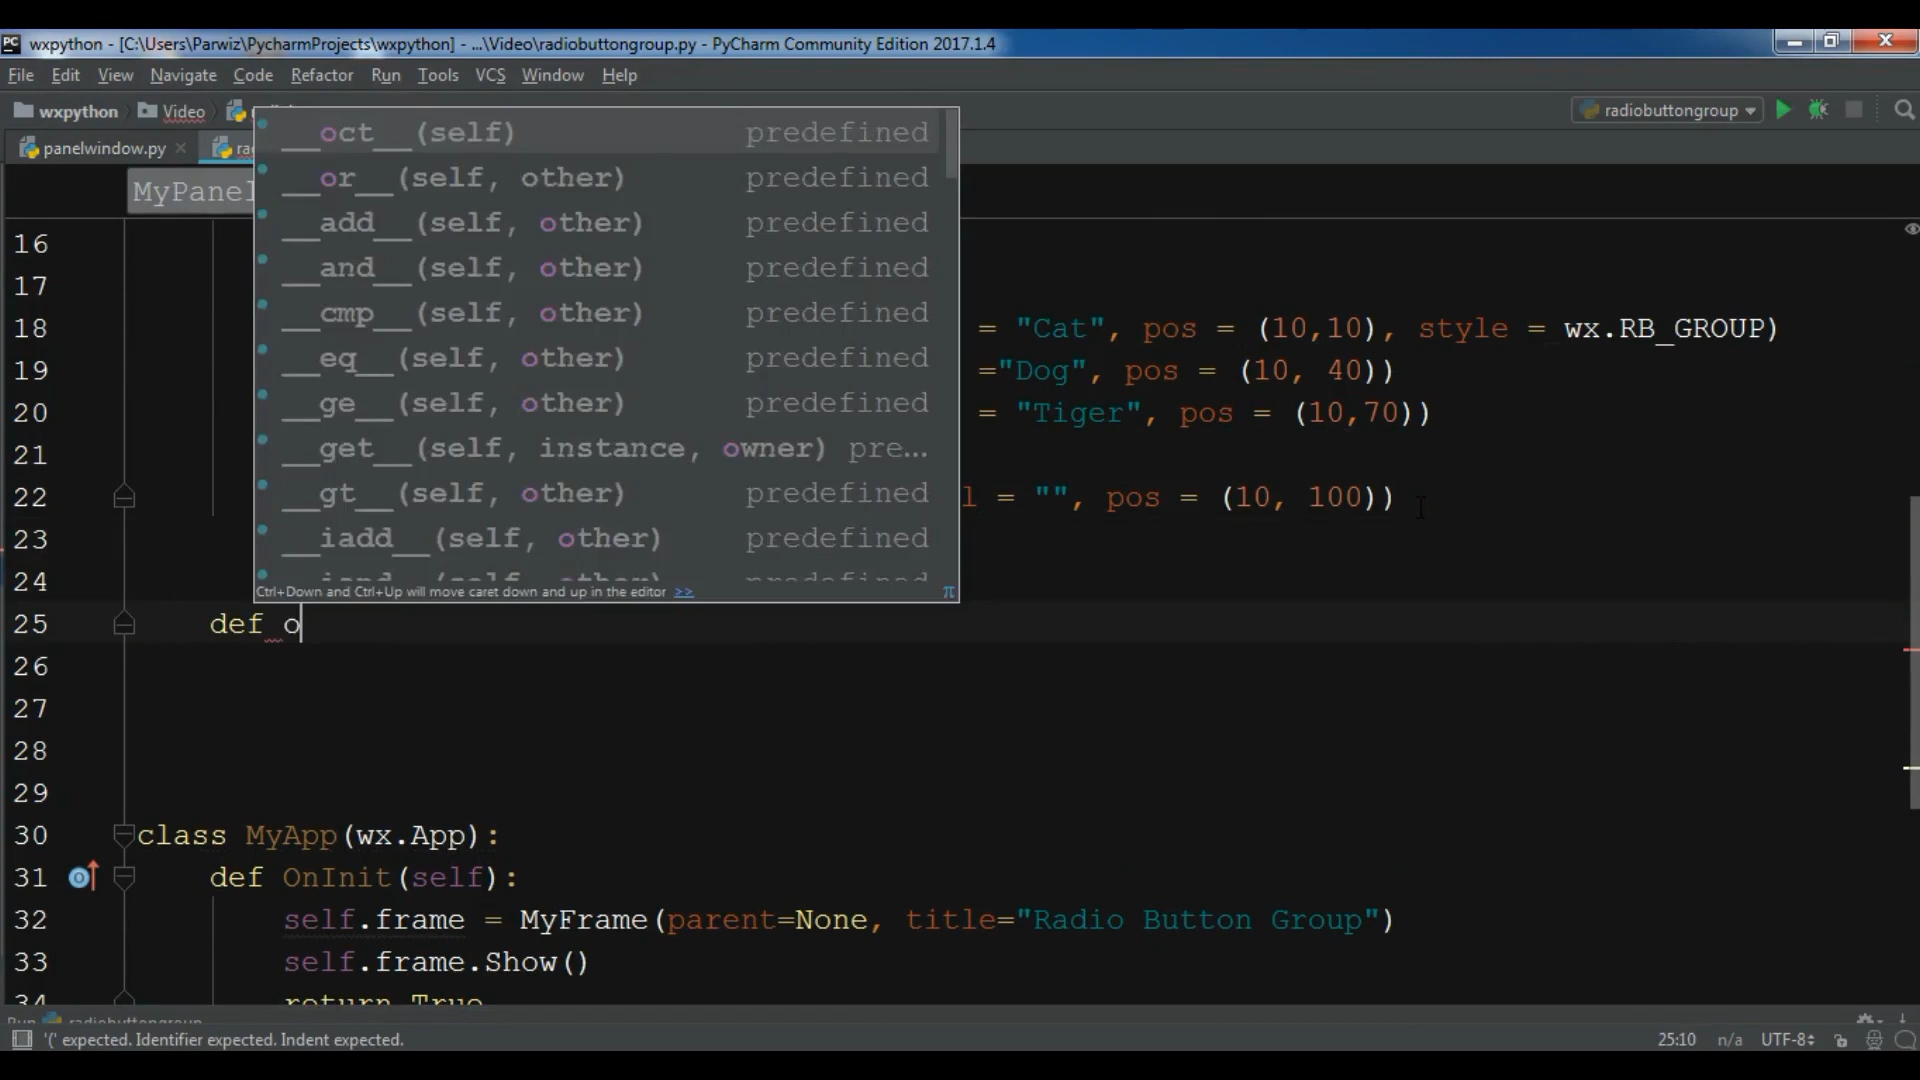 wxpython - [C:\Users\Parwiz\PycharmProjects\wxpython] - ...\Video\radiobuttongroup.py - PyCharm Community Edition 2017.1.4
File Edit View Navigate Code Refactor Run Tools VCS Window Help
wxpython Video radiobuttongroup
panelwindow.py
MyPanel
__oct__(self) predefined
__or__(self, other) predefined
__add__(self, other) predefined
__and__(self, other) predefined
__cmp__(self, other) predefined
__eq__(self, other) predefined
__ge__(self, other) predefined
__get__(self, instance, owner) pre...
__gt__(self, other) predefined
__iadd__(self, other) predefined
Ctrl+Down and Ctrl+Up will move caret down and up in the editor >> π
16
17
18 = "Cat", pos = (10,10), style = wx.RB_GROUP)
19 ="Dog", pos = (10, 40))
20 = "Tiger", pos = (10,70))
21
22 l = "", pos = (10, 100))
23
24
25 def o
26
27
28
29
30 class MyApp(wx.App):
31 def OnInit(self):
32 self.frame = MyFrame(parent=None, title="Radio Button Group")
33 self.frame.Show()
34 return True
Run radiobuttongroup
'(' expected. Identifier expected. Indent expected. 25:10 n/a UTF-8